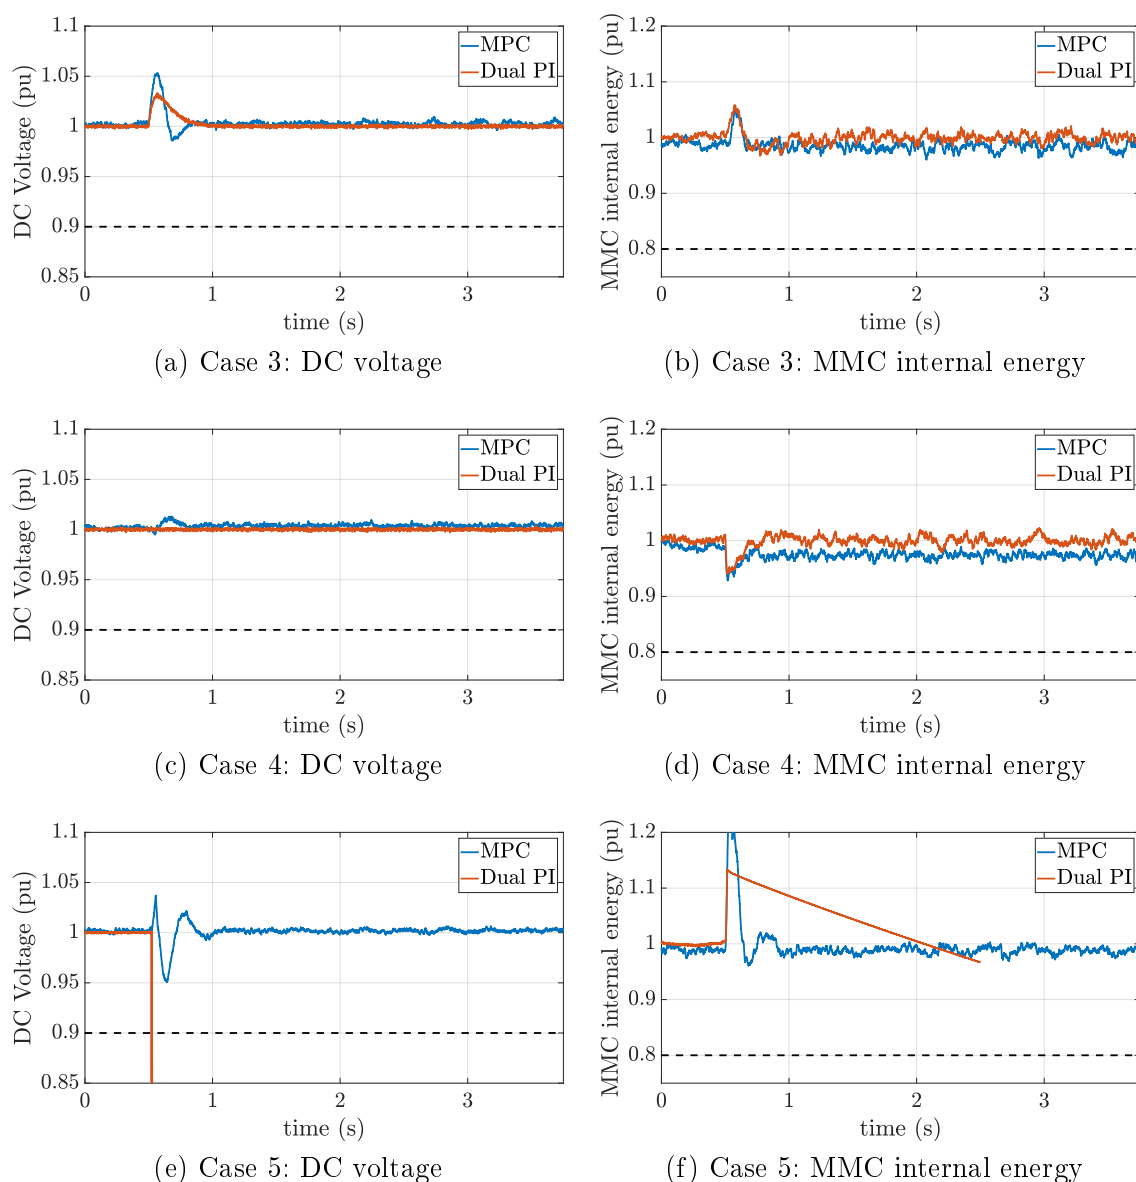 1.1
1.05
1
0.95
0.9
0.85
DC Voltage (pu)
MPC
Dual PI
0 1 2 3
time (s)
(a) Case 3: DC voltage
1.2
1.1
1
0.9
0.8
MMC internal energy (pu)
MPC
Dual PI
0 1 2 3
time (s)
(b) Case 3: MMC internal energy
1.1
1.05
1
0.95
0.9
0.85
DC Voltage (pu)
MPC
Dual PI
0 1 2 3
time (s)
(c) Case 4: DC voltage
1.2
1.1
1
0.9
0.8
MMC internal energy (pu)
MPC
Dual PI
0 1 2 3
time (s)
(d) Case 4: MMC internal energy
1.1
1.05
1
0.95
0.9
0.85
DC Voltage (pu)
MPC
Dual PI
0 1 2 3
time (s)
(e) Case 5: DC voltage
1.2
1.1
1
0.9
0.8
MMC internal energy (pu)
MPC
Dual PI
0 1 2 3
time (s)
(f) Case 5: MMC internal energy